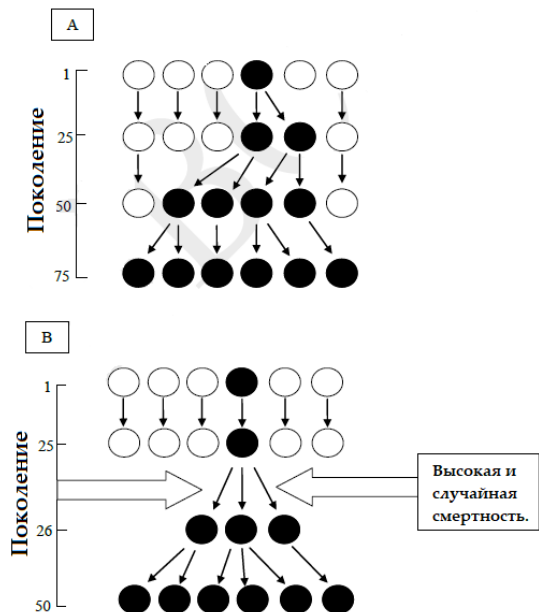 A
Поколение
1
25
50
75
B
Поколение
1
25
26
50
Высокая и
случайная
смертность.